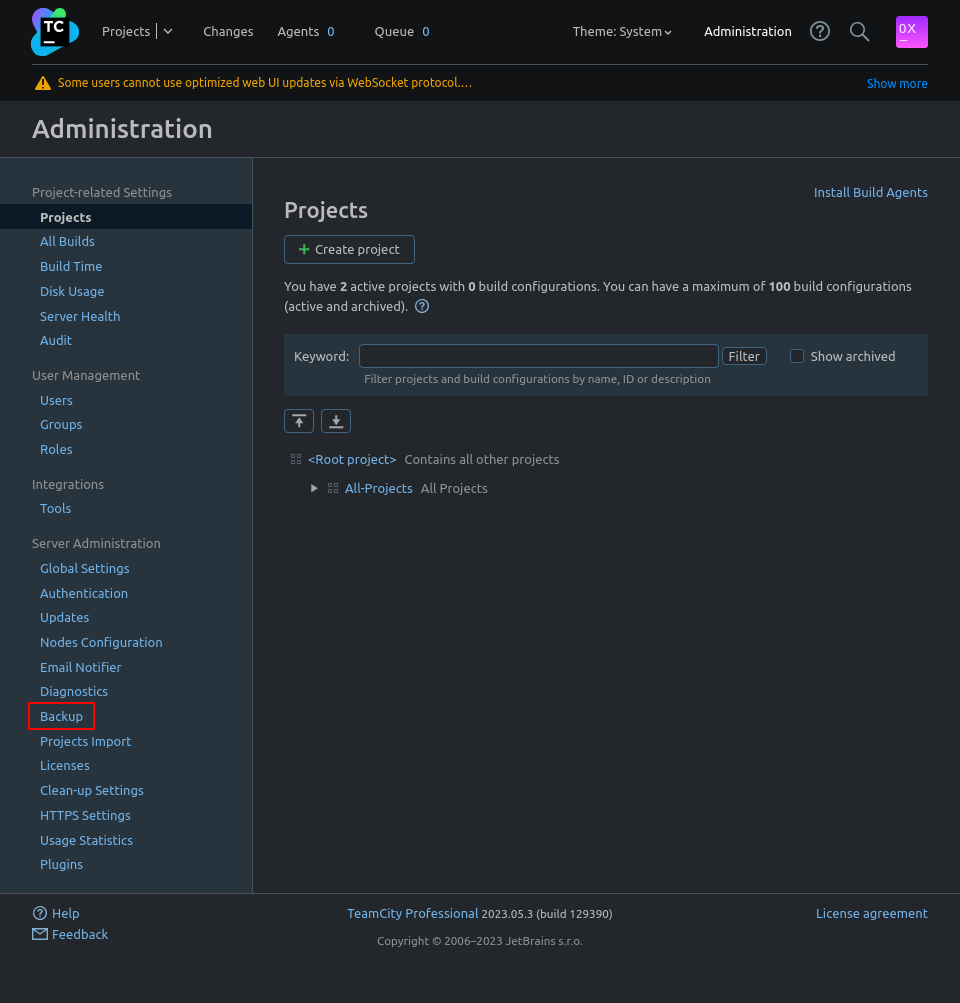 TC
Projects
Changes
Agents 0
Queue 0
Theme: System
Administration
0X
Some users cannot use optimized web UI updates via WebSocket protocol.…
Show more
Administration
Project-related Settings
Projects
All Builds
Build Time
Disk Usage
Server Health
Audit
User Management
Users
Groups
Roles
Integrations
Tools
Server Administration
Global Settings
Authentication
Updates
Nodes Configuration
Email Notifier
Diagnostics
Backup
Projects Import
Licenses
Clean-up Settings
HTTPS Settings
Usage Statistics
Plugins
Install Build Agents
Projects
+ Create project
You have 2 active projects with 0 build configurations. You can have a maximum of 100 build configurations
(active and archived). ?
Keyword:
Filter
Show archived
Filter projects and build configurations by name, ID or description
<Root project> Contains all other projects
All-Projects All Projects
Help
Feedback
TeamCity Professional 2023.05.3 (build 129390)
Copyright © 2006–2023 JetBrains s.r.o.
License agreement